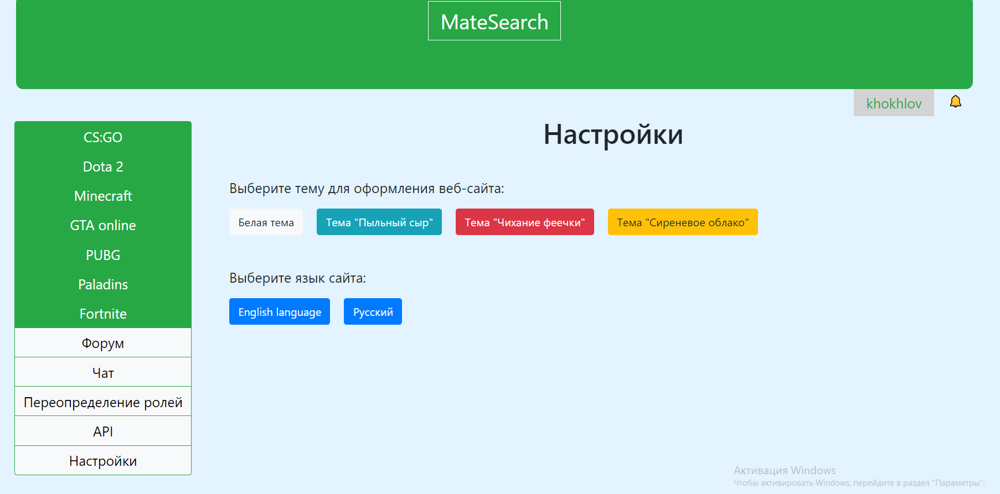 MateSearch
khokhlov
CS:GO
Dota 2
Minecraft
GTA online
PUBG
Paladins
Fortnite
Форум
Чат
Переопределение ролей
API
Настройки
Настройки
Выберите тему для оформления веб-сайта:
Белая тема
Тема "Пыльный сыр"
Тема "Чихание феечки"
Тема "Сиреневое облако"
Выберите язык сайта:
English language
Русский
Активация Windows
Чтобы активировать Windows, перейдите в раздел "Параметры".